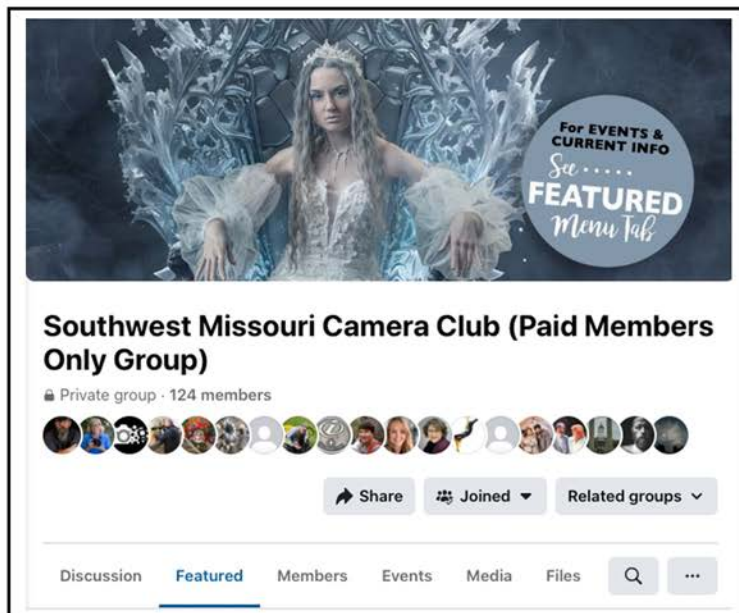 For EVENTS &
CURRENT INFO
See .....
FEATURED
Menu Tab
Southwest Missouri Camera Club (Paid Members
Only Group)
Private group · 124 members
Share
Joined
Related groups
Discussion
Featured
Members
Events
Media
Files
...